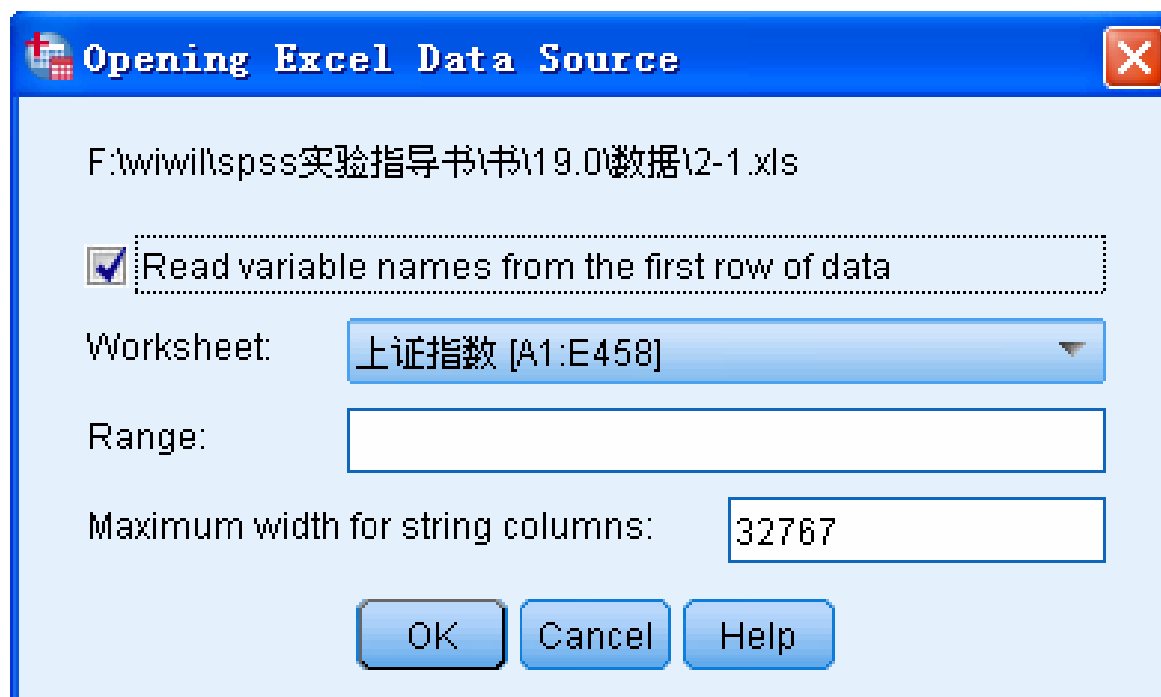 Opening Excel Data Source
F:\wiwil\spss实验指导书\书\19.0\数据\2-1.xls
Read variable names from the first row of data
Worksheet: 上证指数 [A1:E458]
Range:
Maximum width for string columns: 32767
OK Cancel Help